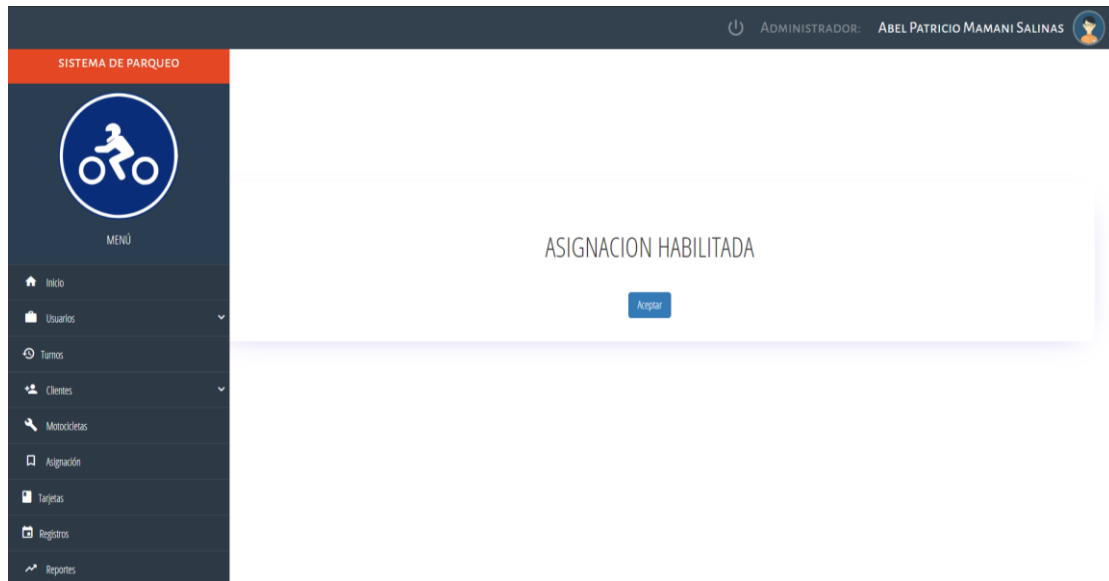 ADMINISTRADOR: ABEL PATRICIO MAMANI SALINAS
SISTEMA DE PARQUEO
MENÚ
Inicio
Usuarios
Turnos
Clientes
Motocicletas
Asignación
Tarjetas
Registros
Reportes
ASIGNACION HABILITADA
Aceptar